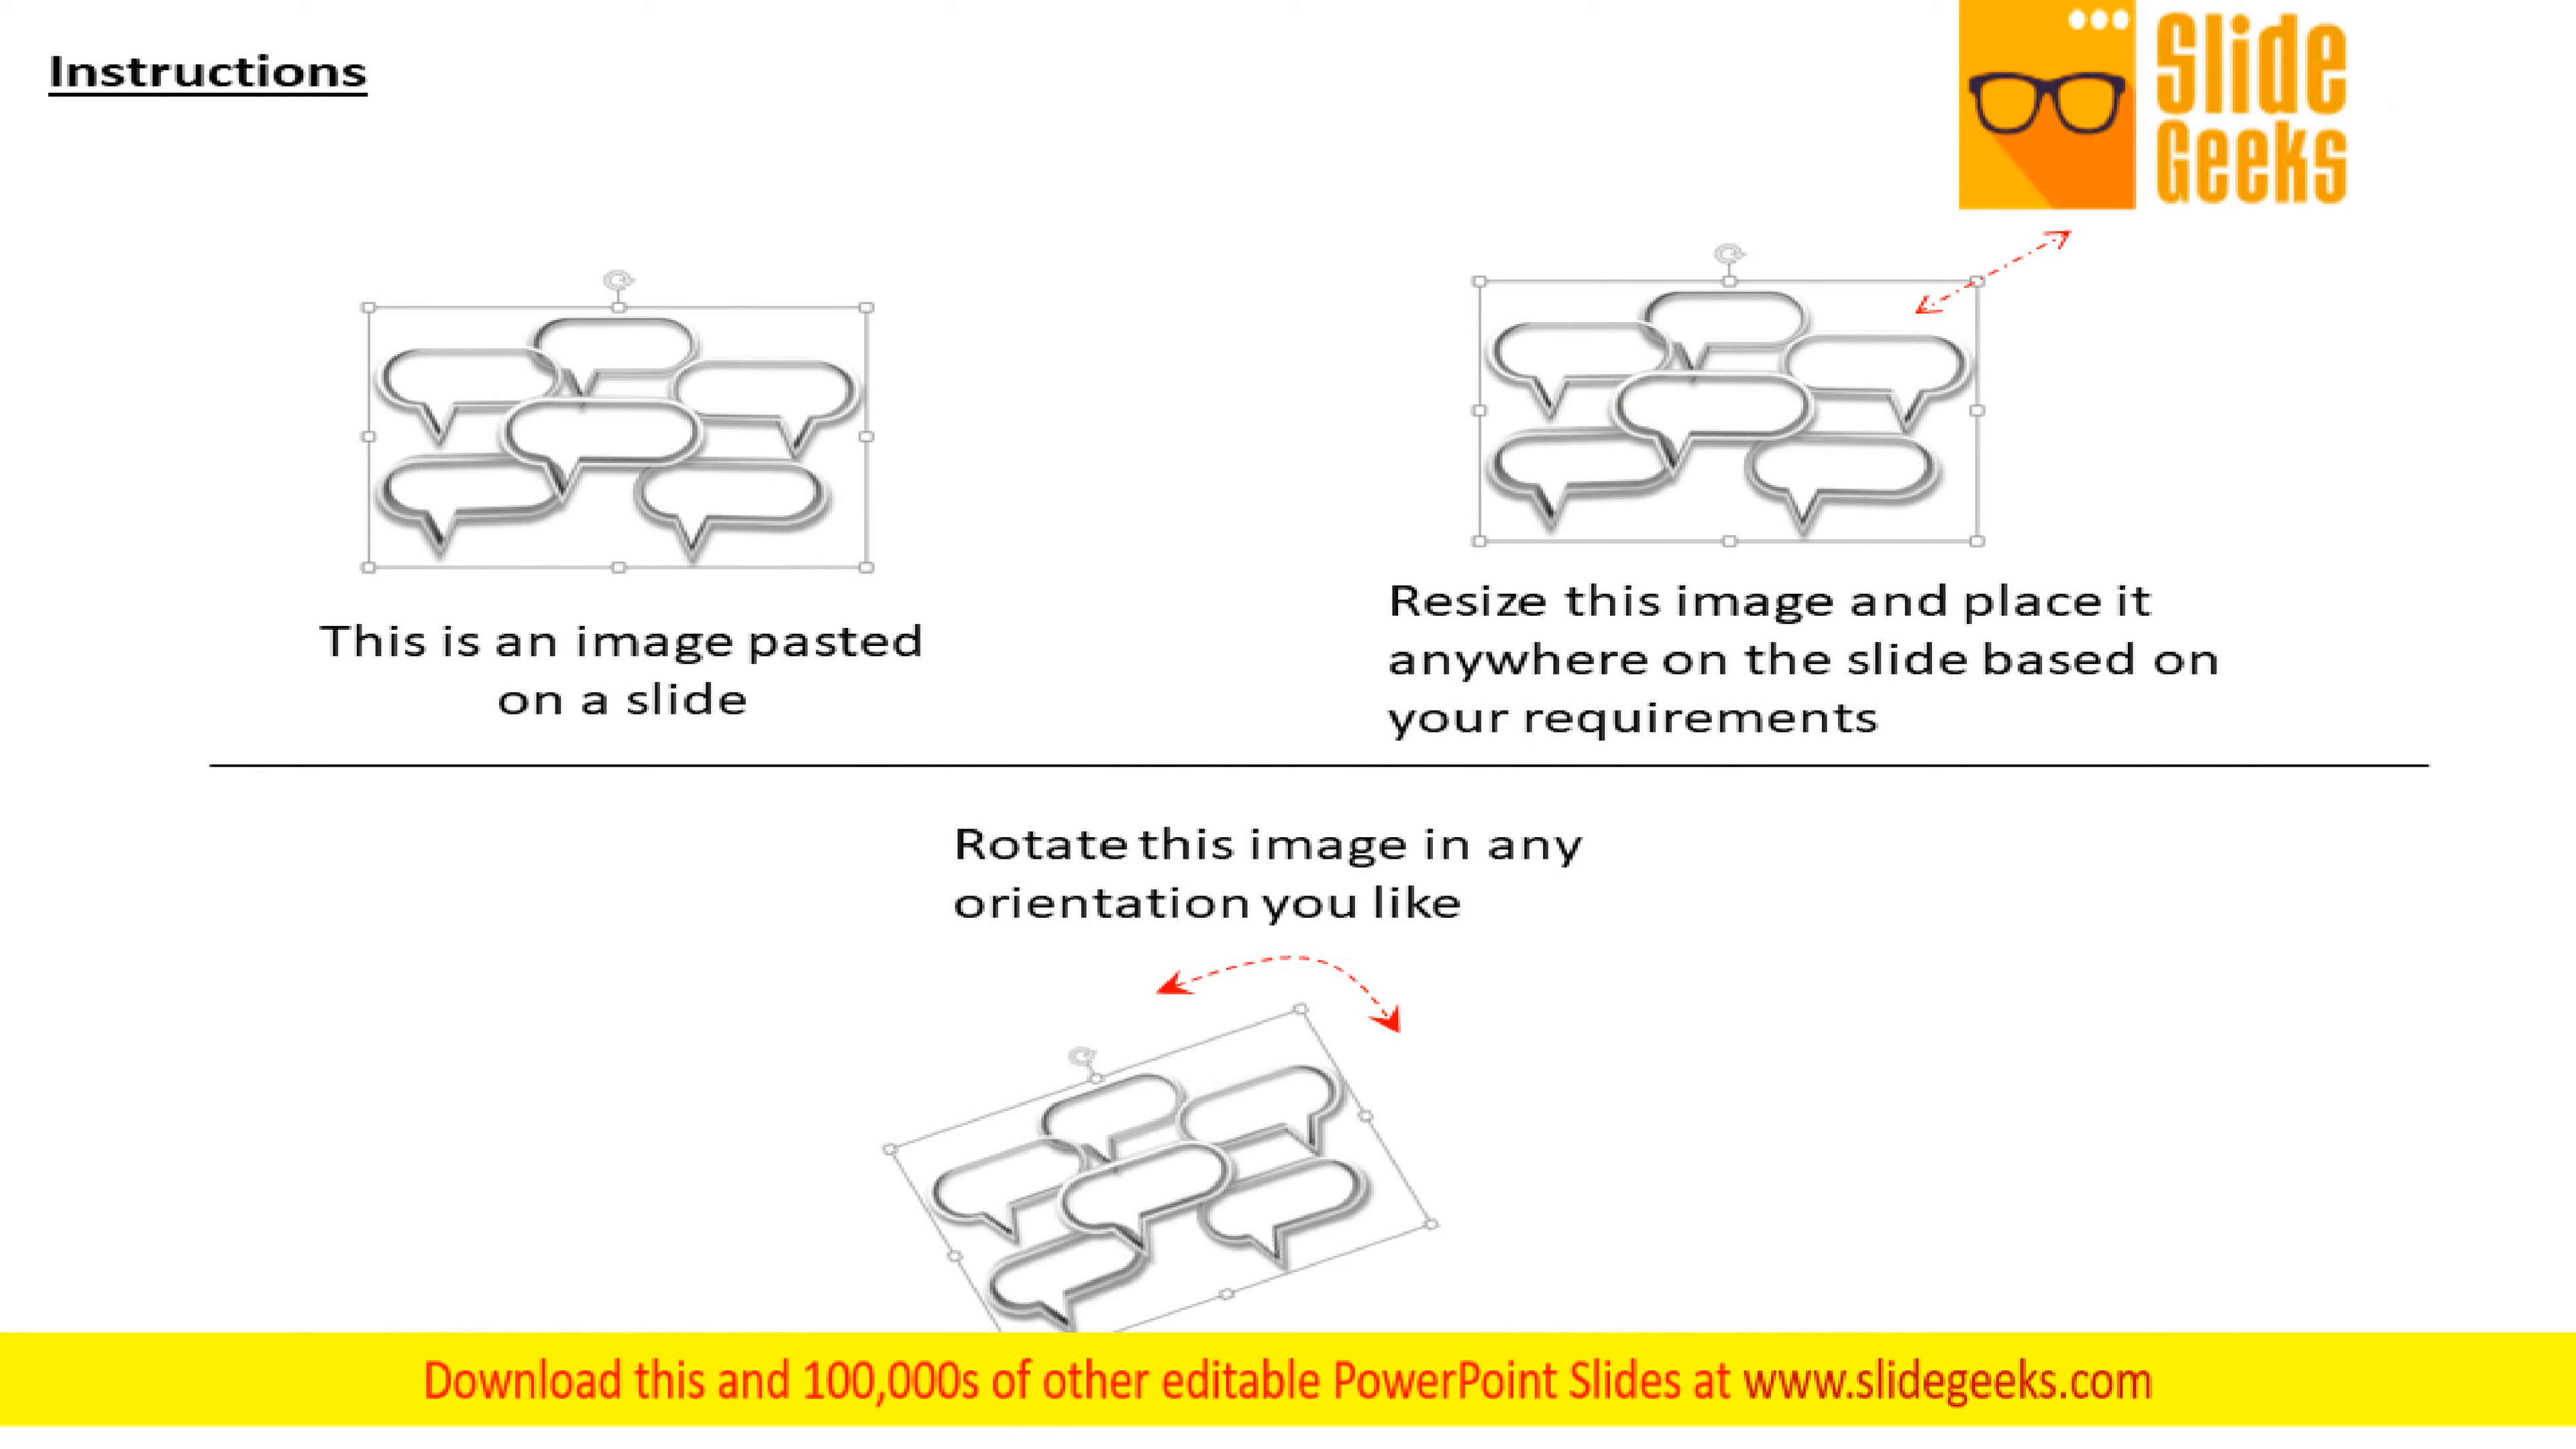 Instructions
Slide
Geeks
This is an image pasted
on a slide
Resize this image and place it
anywhere on the slide based on
your requirements
Rotate this image in any
orientation you like
Download this and 100,000s of other editable PowerPoint Slides at www.slidegeeks.com